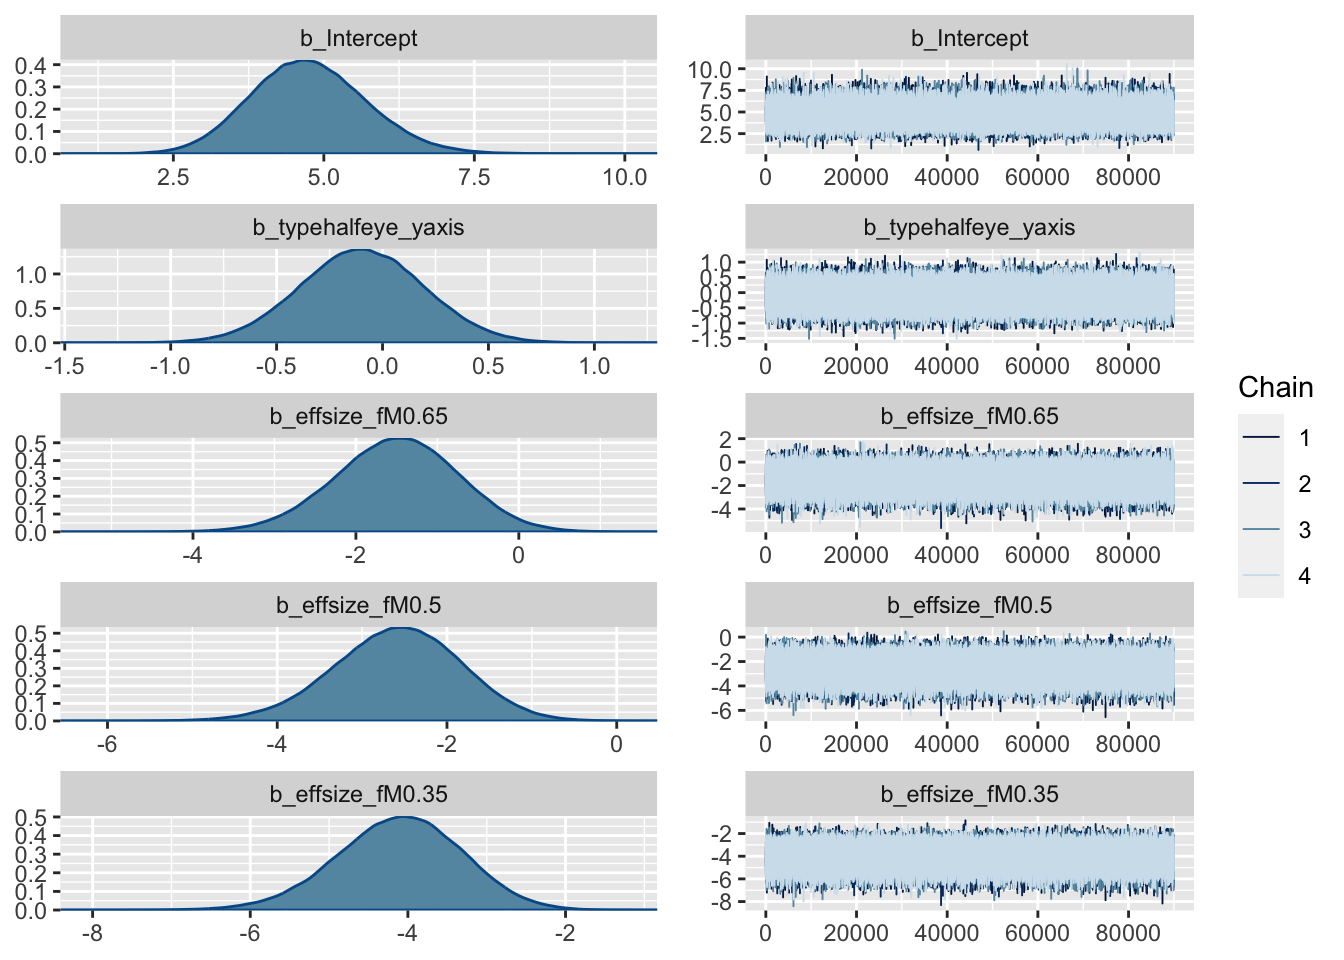 b_Intercept
0.4
0.3
0.2
0.1
0.0
2.5 5.0 7.5 10.0
b_Intercept
10.0
7.5
5.0
2.5
0 20000 40000 60000 80000
b_typehalfeye_yaxis
1.0
0.5
0.0
-1.5 -1.0 -0.5 0.0 0.5 1.0
b_typehalfeye_yaxis
1.0
0.5
0.0
-0.5
-1.0
-1.5
0 20000 40000 60000 80000
b_effsize_fM0.65
0.5
0.4
0.3
0.2
0.1
0.0
-4 -2 0
b_effsize_fM0.65
2
0
-2
-4
0 20000 40000 60000 80000
b_effsize_fM0.5
0.5
0.4
0.3
0.2
0.1
0.0
-6 -4 -2 0
b_effsize_fM0.5
0
-2
-4
-6
0 20000 40000 60000 80000
b_effsize_fM0.35
0.5
0.4
0.3
0.2
0.1
0.0
-8 -6 -4 -2
b_effsize_fM0.35
-2
-4
-6
-8
0 20000 40000 60000 80000
Chain
1
2
3
4